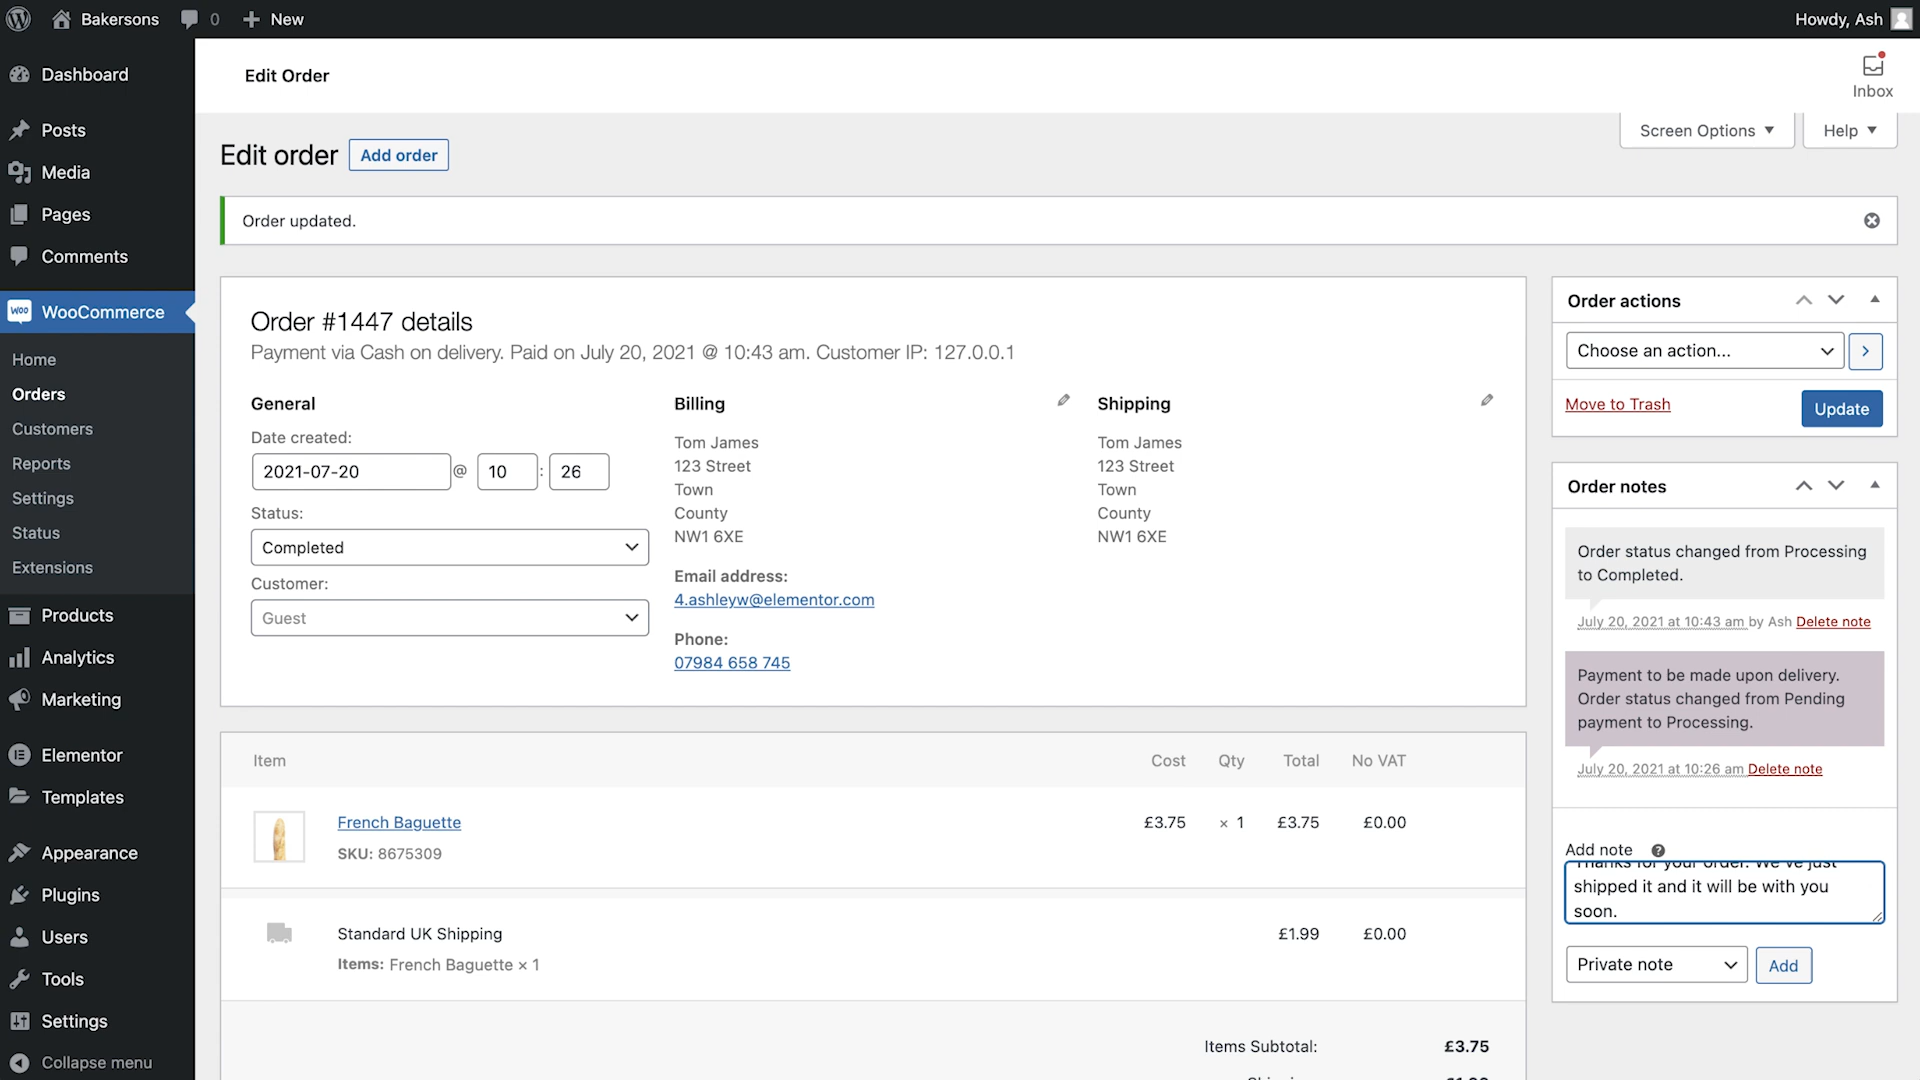 Bakersons
0
New
Howdy, Ash
Dashboard
Posts
Media
Pages
Comments
WOO
WooCommerce
Home
Orders
Customers
Reports
Settings
Status
Extensions
Products
Analytics
Marketing
Elementor
Templates
Appearance
Plugins
Users
Tools
Settings
Collapse menu
Edit Order
Inbox
Screen Options
Help
Edit order
Add order
Order updated.
Order #1447 details
Payment via Cash on delivery. Paid on July 20, 2021 @ 10:43 am. Customer IP: 127.0.0.1
General
Date created:
2021-07-20 @ 10 : 26
Status:
Completed
Customer:
Guest
Billing
Tom James
123 Street
Town
County
NW1 6XE
Email address:
4.ashleyw@elementor.com
Phone:
07984 658 745
Shipping
Tom James
123 Street
Town
County
NW1 6XE
Item Cost Qty Total No VAT
French Baguette £3.75 × 1 £3.75 £0.00
SKU: 8675309
Standard UK Shipping £1.99 £0.00
Items: French Baguette × 1
Items Subtotal: £3.75
Order actions
Choose an action...
Move to Trash
Update
Order notes
Order status changed from Processing
to Completed.
July 20, 2021 at 10:43 am by Ash Delete note
Payment to be made upon delivery.
Order status changed from Pending
payment to Processing.
July 20, 2021 at 10:26 am Delete note
Add note
Thanks for your order. We've just
shipped it and it will be with you
soon.
Private note
Add